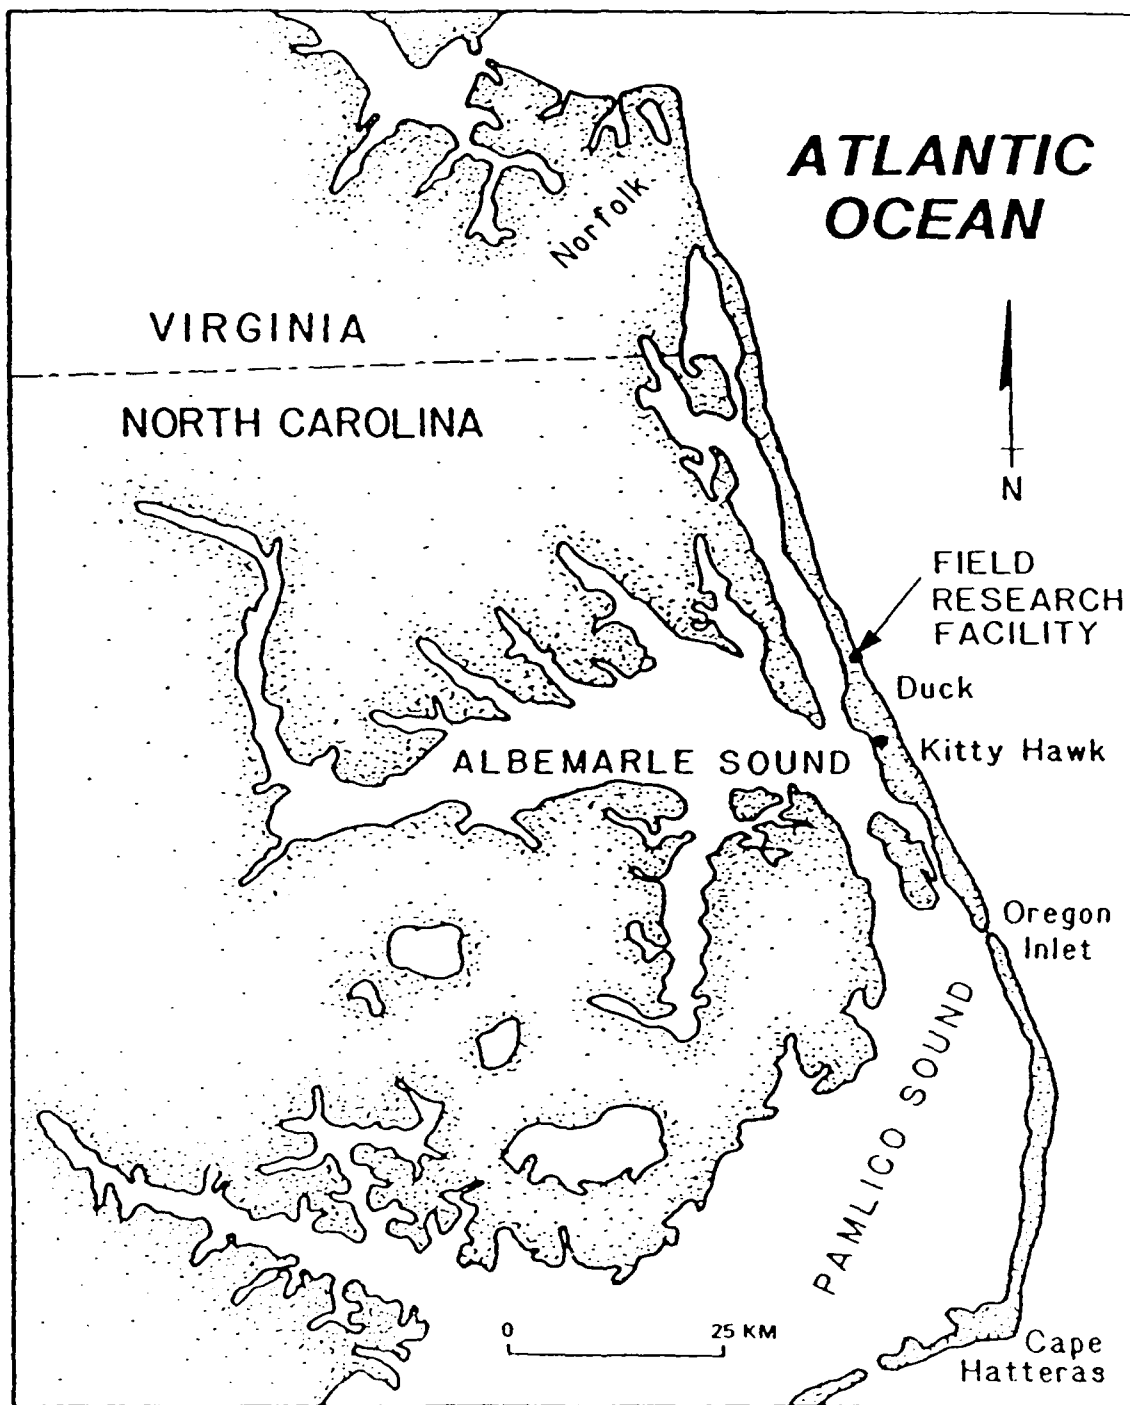 ATLANTIC
OCEAN
Norfolk
VIRGINIA
NORTH CAROLINA
N
FIELD
RESEARCH
FACILITY
Duck
Kitty Hawk
ALBEMARLE SOUND
Oregon
Inlet
PAMLICO SOUND
0 25 KM
Cape
Hatteras